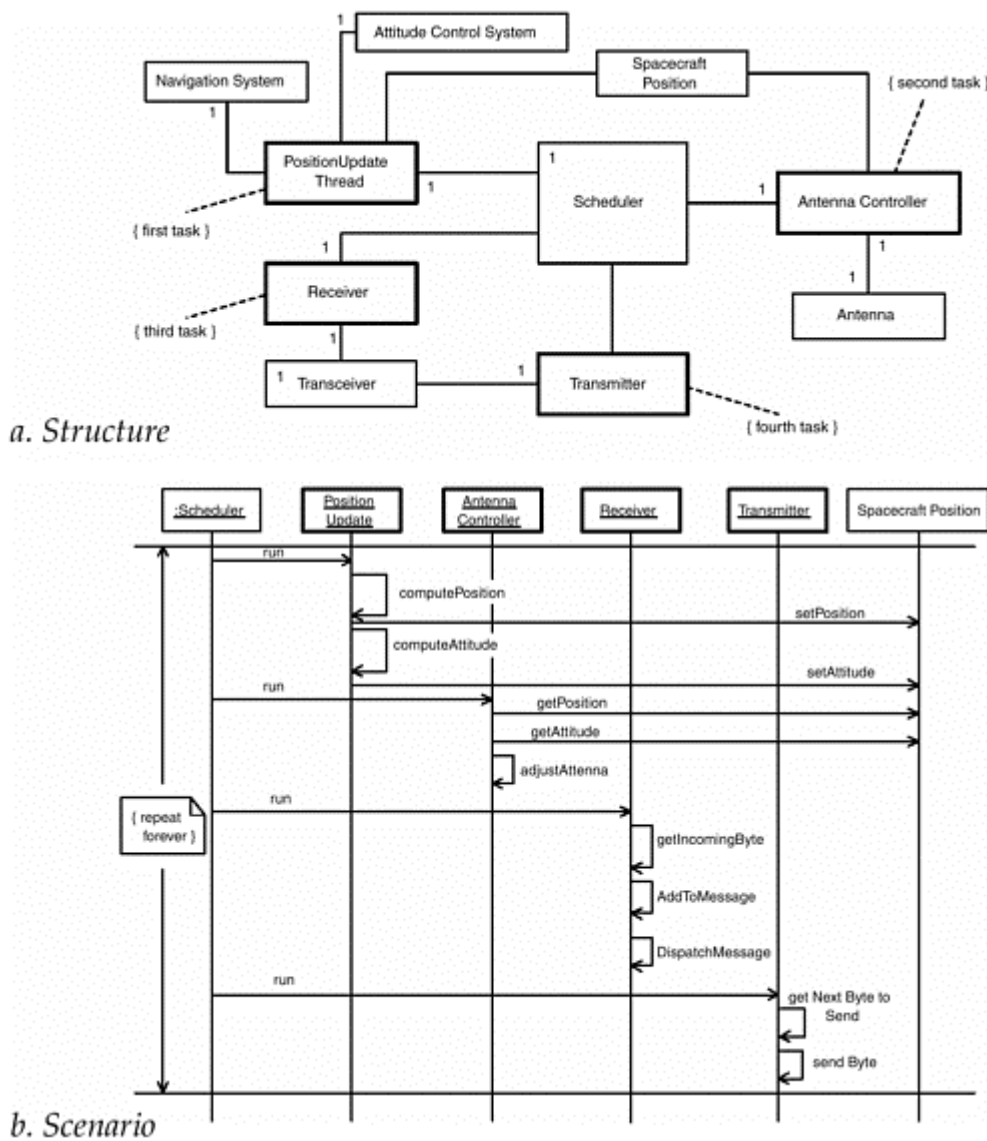 1
Attitude Control System
Navigation System
1
Spacecraft
Position
{ second task }
PositionUpdate
Thread
1
1
Scheduler
1
Antenna Controller
{ first task }
1
1
Receiver
1
Antenna
{ third task }
1
1
Transceiver
1
Transmitter
{ fourth task }
a. Structure
:Scheduler
Position
Update
Antenna
Controller
Receiver
Transmitter
Spacecraft Position
run
computePosition
setPosition
computeAttitude
setAttitude
run
getPosition
getAttitude
adjustAttenna
run
{ repeat
forever }
getIncomingByte
AddToMessage
DispatchMessage
run
get Next Byte to
Send
send Byte
b. Scenario